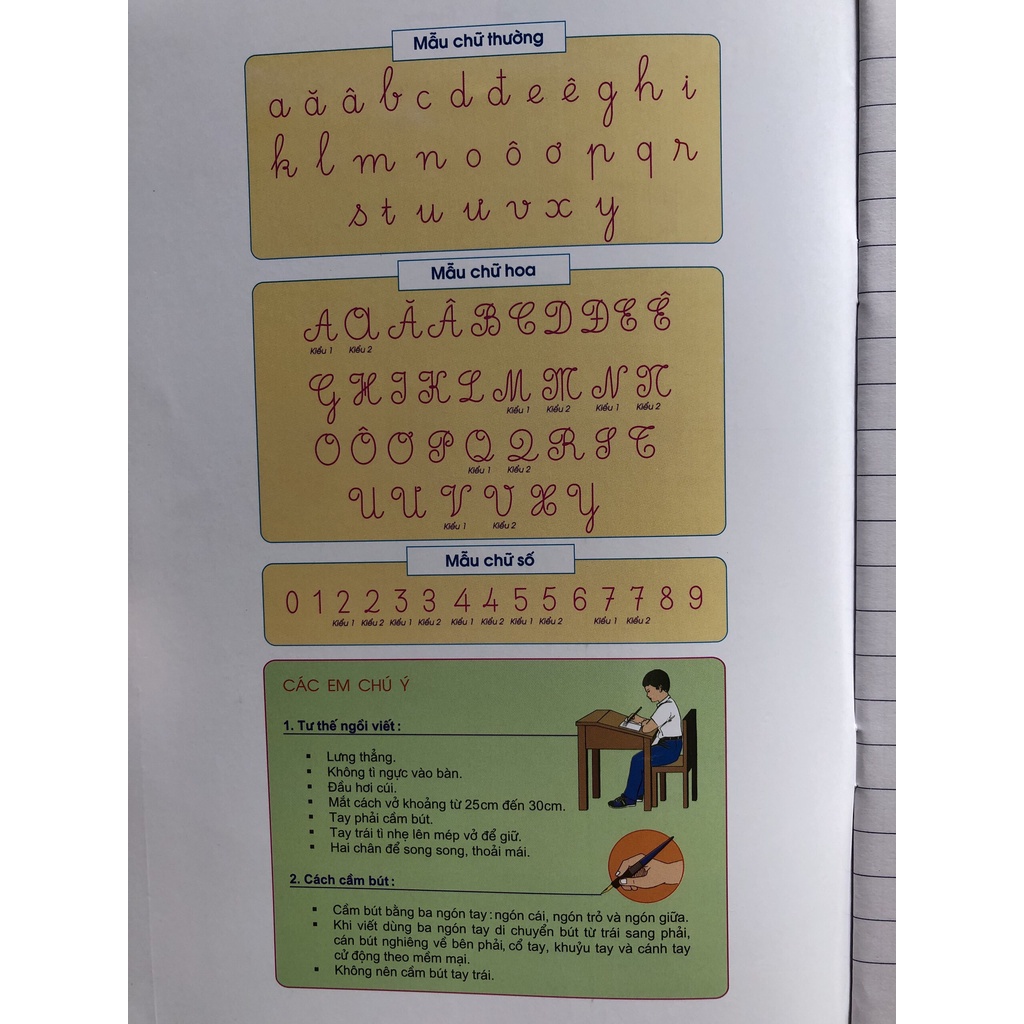 Mẫu chữ thường
a ă â b c d đ e ê g h i
k l m n o ô ơ p q r
s t u ư v x y
Mẫu chữ hoa
A A Ă Â B C D Đ E Ê
Kiểu 1 Kiểu 2
G H I K L M M N N
Kiểu 1 Kiểu 2 Kiểu 1 Kiểu 2
O Ô Ơ P Q Q R S T
Kiểu 1 Kiểu 2
U Ư V V X Y
Kiểu 1 Kiểu 2
Mẫu chữ số
0 1 2 2 3 3 4 4 5 5 6 7 7 8 9
Kiểu 1 Kiểu 2 Kiểu 1 Kiểu 2 Kiểu 1 Kiểu 2 Kiểu 1 Kiểu 2 Kiểu 1 Kiểu 2
CÁC EM CHÚ Ý
1. Tư thế ngồi viết :
▪ Lưng thẳng.
▪ Không tì ngực vào bàn.
▪ Đầu hơi cúi.
▪ Mắt cách vở khoảng từ 25cm đến 30cm.
▪ Tay phải cầm bút.
▪ Tay trái tì nhẹ lên mép vở để giữ.
▪ Hai chân để song song, thoải mái.
2. Cách cầm bút :
▪ Cầm bút bằng ba ngón tay : ngón cái, ngón trỏ và ngón giữa.
▪ Khi viết dùng ba ngón tay di chuyển bút từ trái sang phải,
cán bút nghiêng về bên phải, cổ tay, khuỷu tay và cánh tay
cử động theo mềm mại.
▪ Không nên cầm bút tay trái.